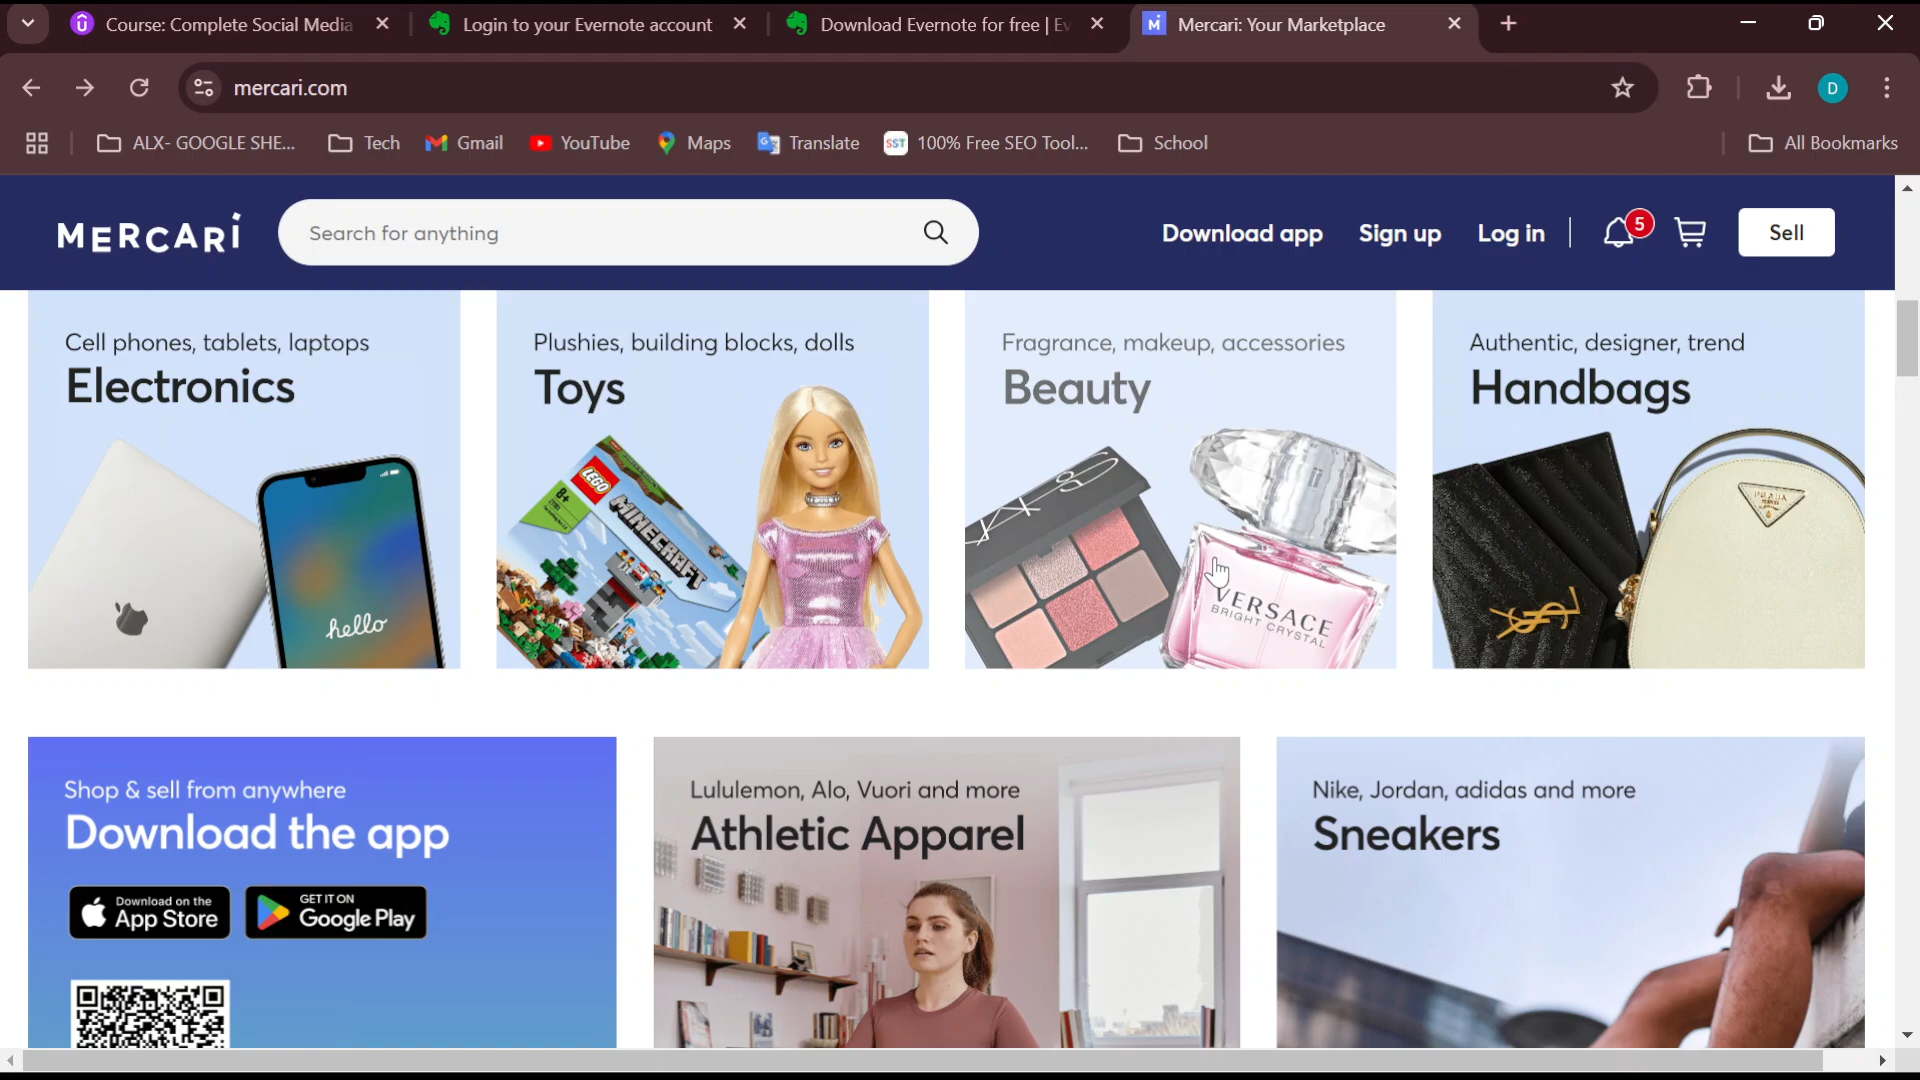 Course: Complete Social Media
Login to your Evernote account
Download Evernote for free | Ev
Mercari: Your Marketplace
mercari.com
D
ALX- GOOGLE SHE...
Tech
Gmail
YouTube
Maps
Translate
SST 100% Free SEO Tool...
School
All Bookmarks
MERCARI
Search for anything
Download app
Sign up
Log in
5
Sell
Cell phones, tablets, laptops
Electronics
hello
Plushies, building blocks, dolls
Toys
LEGO
8+
MINECRAFT
Fragrance, makeup, accessories
Beauty
NARS
VERSACE
BRIGHT CRYSTAL
Authentic, designer, trend
Handbags
YSL
PRADA
Shop & sell from anywhere
Download the app
Download on the
App Store
GET IT ON
Google Play
Lululemon, Alo, Vuori and more
Athletic Apparel
Nike, Jordan, adidas and more
Sneakers